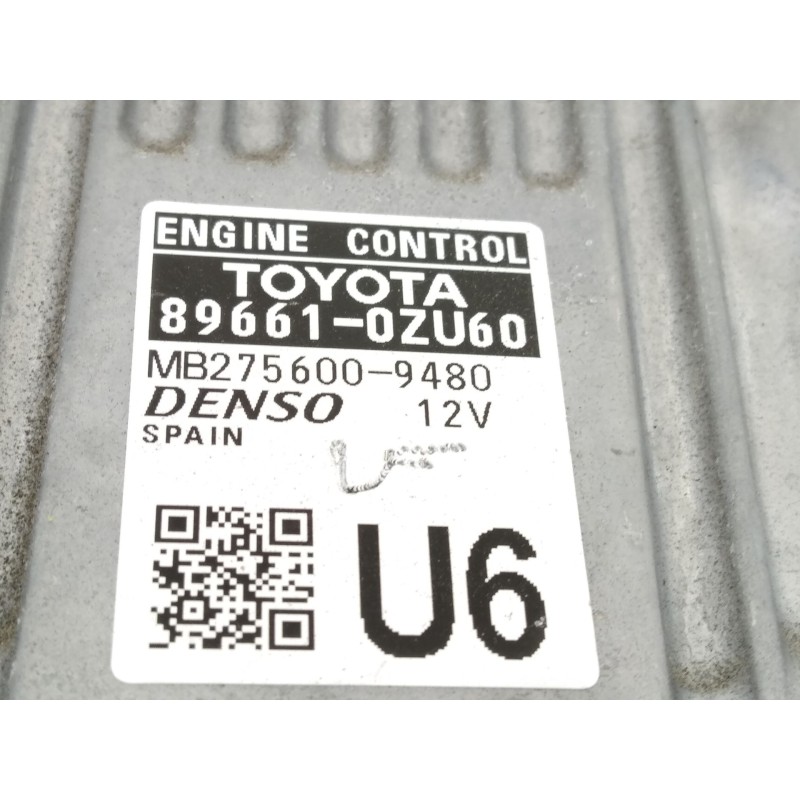 ENGINE CONTROL
TOYOTA
89661-0ZU60
MB275600-9480
DENSO 12V
SPAIN
U6